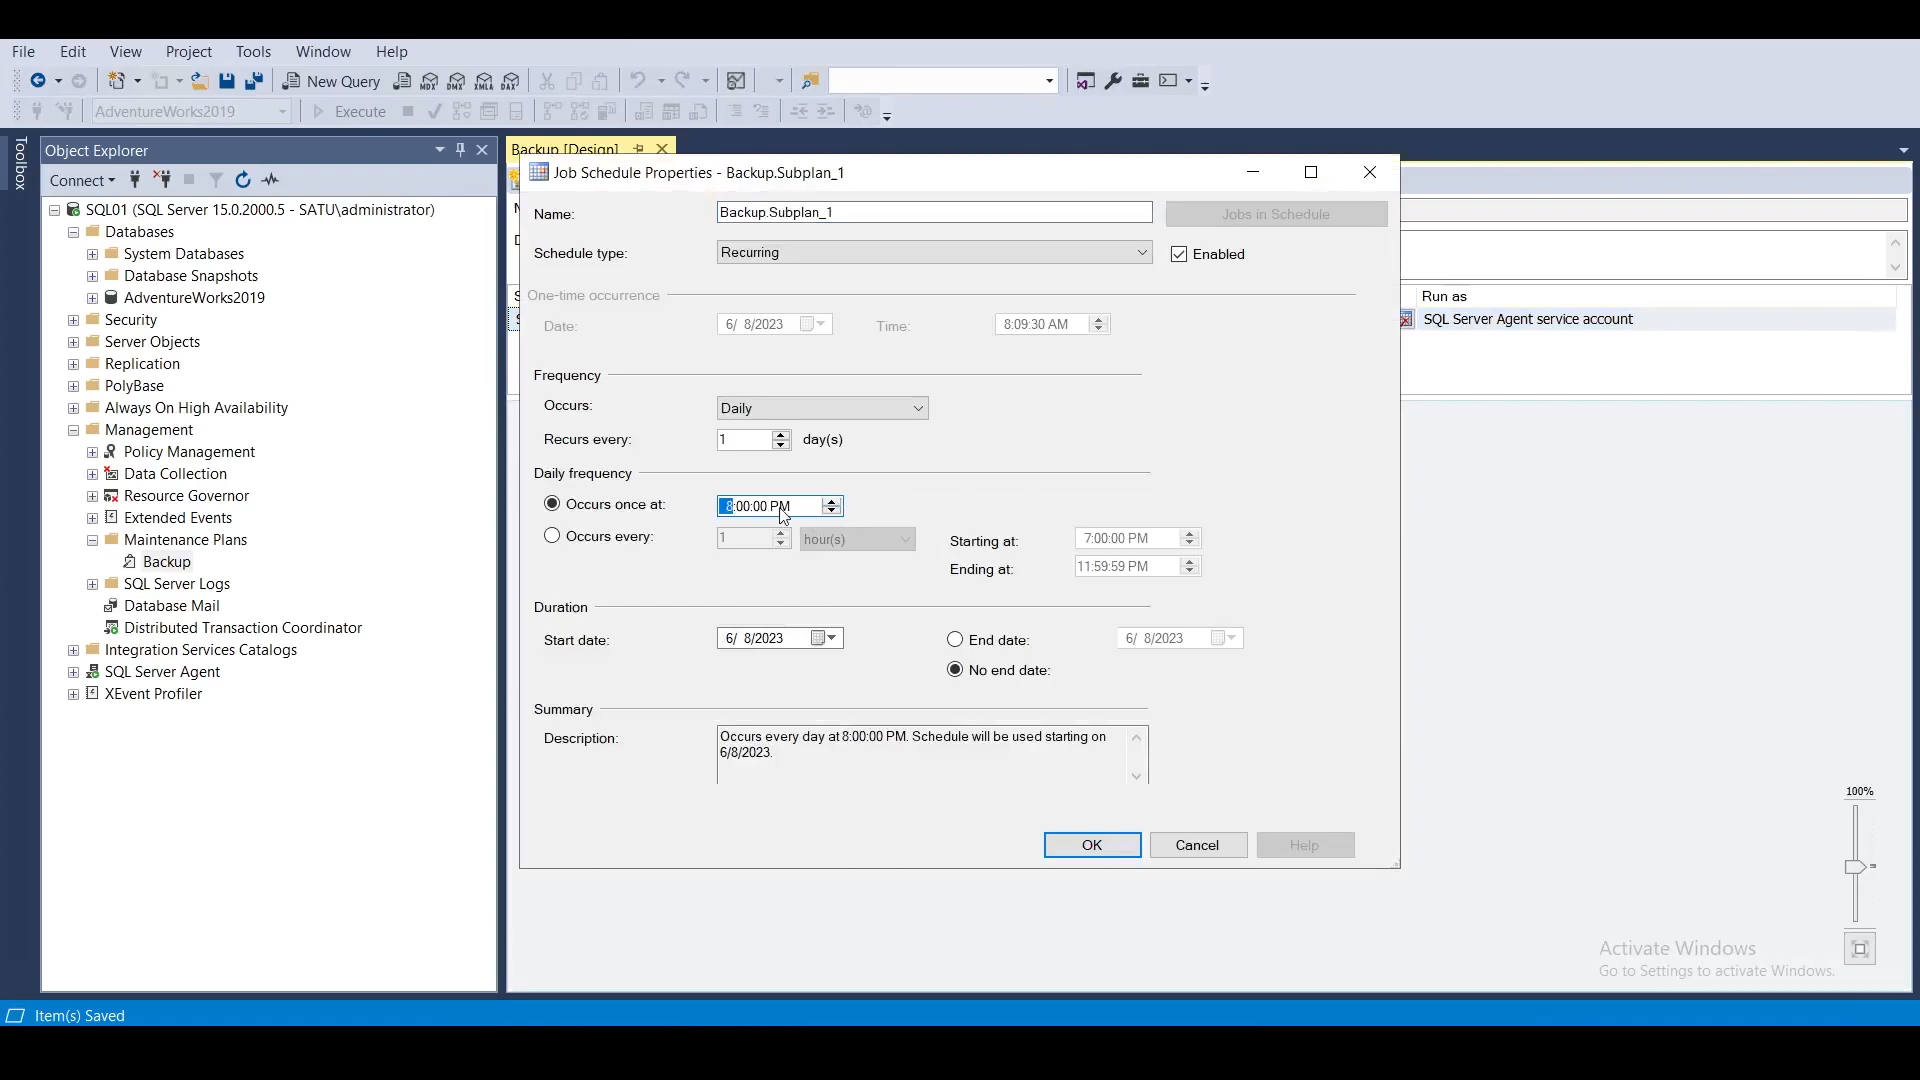 File Edit View Project Tools Window Help
New Query MDX DMX XMLA DAX
AdventureWorks2019 Execute
Toolbox
Object Explorer
Connect
SQL01 (SQL Server 15.0.2000.5 - SATU\administrator)
Databases
System Databases
Database Snapshots
AdventureWorks2019
Security
Server Objects
Replication
PolyBase
Always On High Availability
Management
Policy Management
Data Collection
Resource Governor
Extended Events
Maintenance Plans
Backup
SQL Server Logs
Database Mail
Distributed Transaction Coordinator
Integration Services Catalogs
SQL Server Agent
XEvent Profiler
Backup [Design]
Job Schedule Properties - Backup.Subplan_1
Name: Backup.Subplan_1 Jobs in Schedule
Schedule type: Recurring Enabled
One-time occurrence
Date: 6/ 8/2023 Time: 8:09:30 AM
Frequency
Occurs: Daily
Recurs every: 1 day(s)
Daily frequency
Occurs once at: 8:00:00 PM
Occurs every: 1 hour(s) Starting at: 7:00:00 PM
Ending at: 11:59:59 PM
Duration
Start date: 6/ 8/2023 End date: 6/ 8/2023
No end date:
Summary
Description: Occurs every day at 8:00:00 PM. Schedule will be used starting on
6/8/2023.
OK Cancel Help
Run as
SQL Server Agent service account
100%
Activate Windows
Go to Settings to activate Windows.
Item(s) Saved